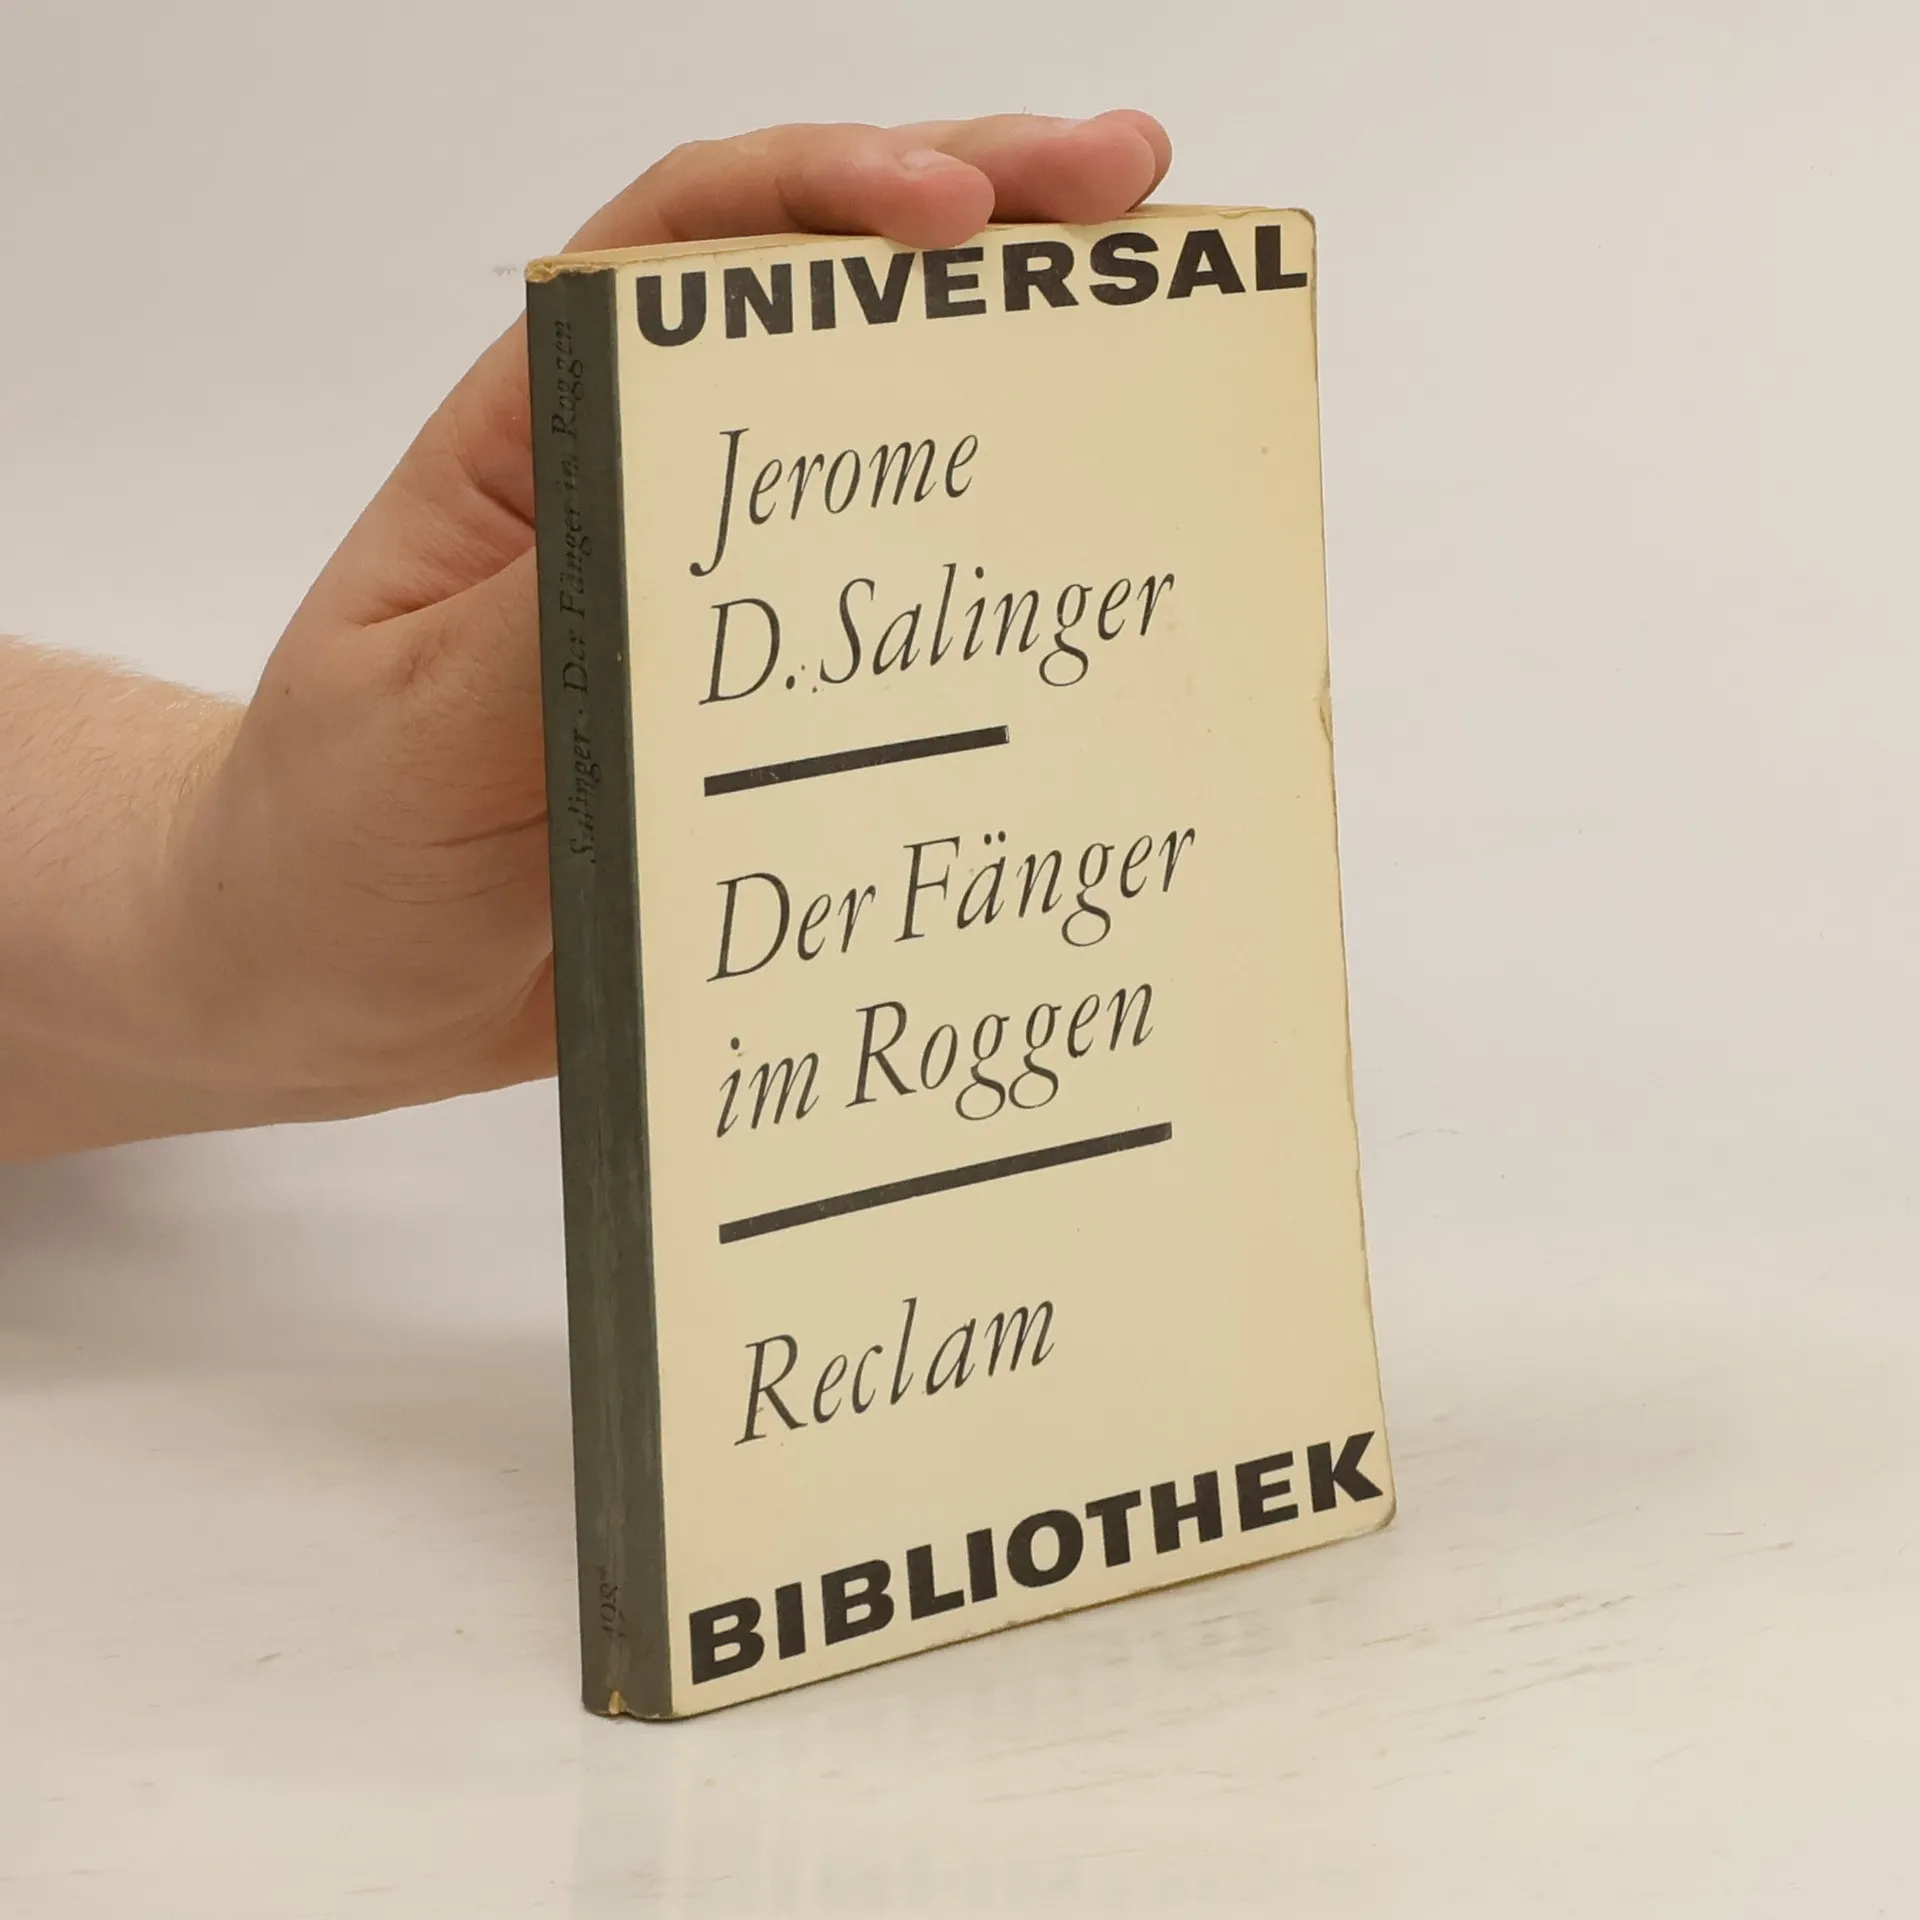 UNIVERSAL
Jerome
D. Salinger
Der Fänger
im Roggen
Reclam
BIBLIOTHEK
Salinger · Der Fänger im Roggen